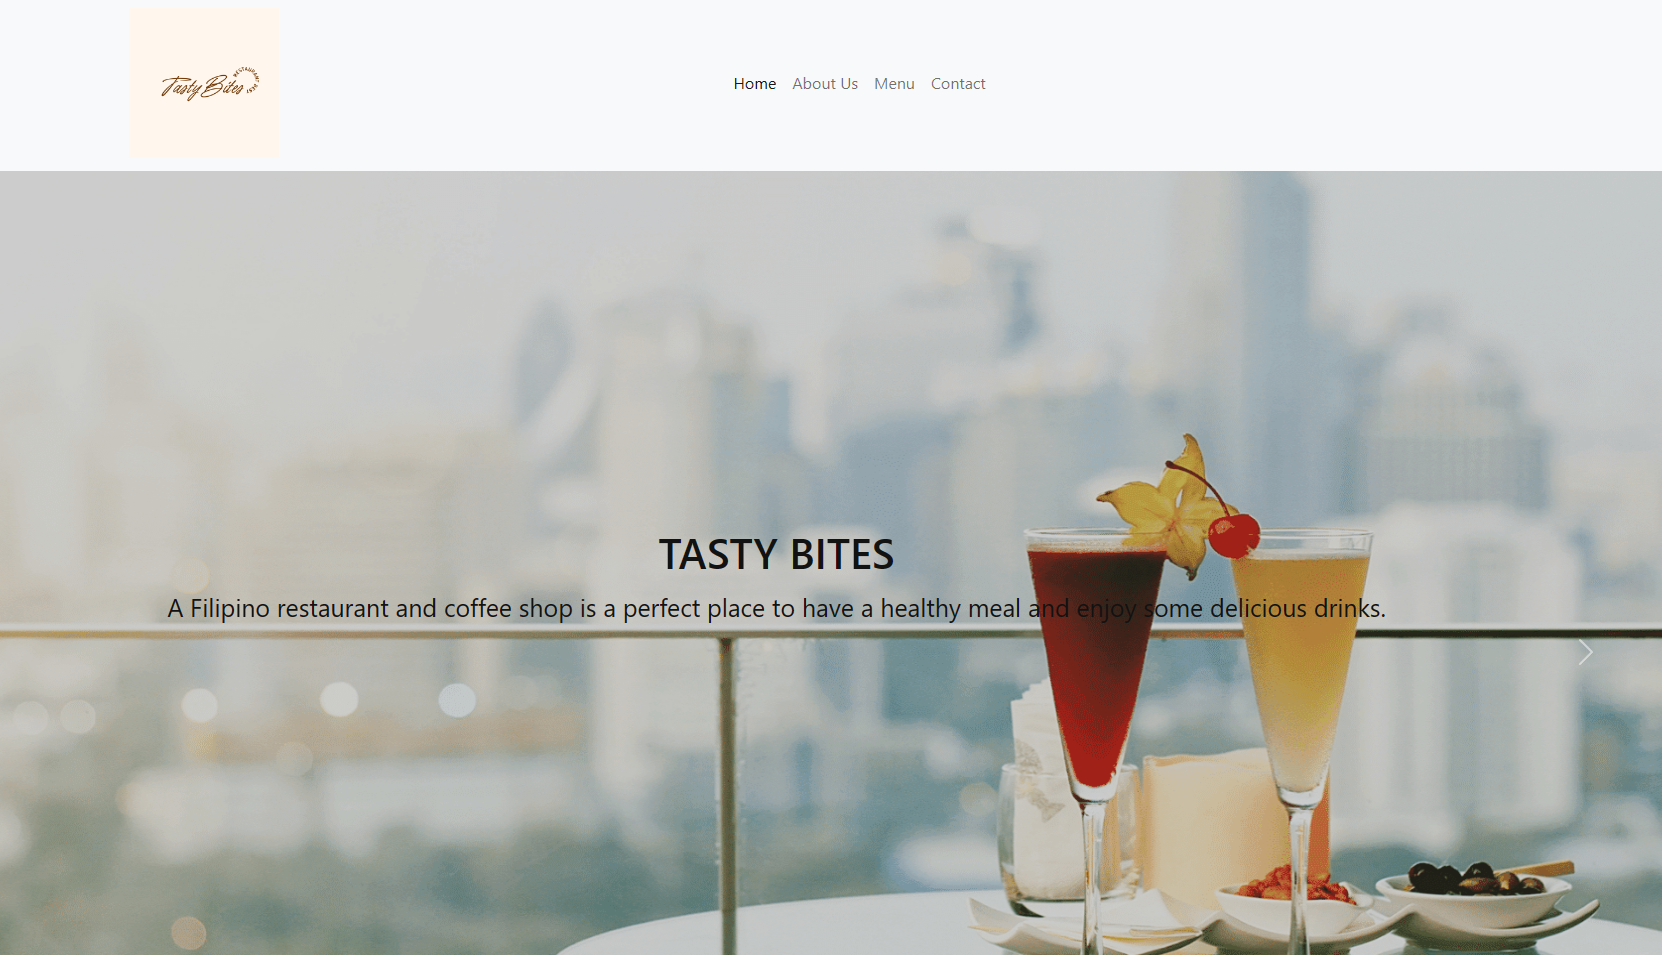 Tasty Bites
RESTAURANT
Home About Us Menu Contact
TASTY BITES
A Filipino restaurant and coffee shop is a perfect place to have a healthy meal and enjoy some delicious drinks.